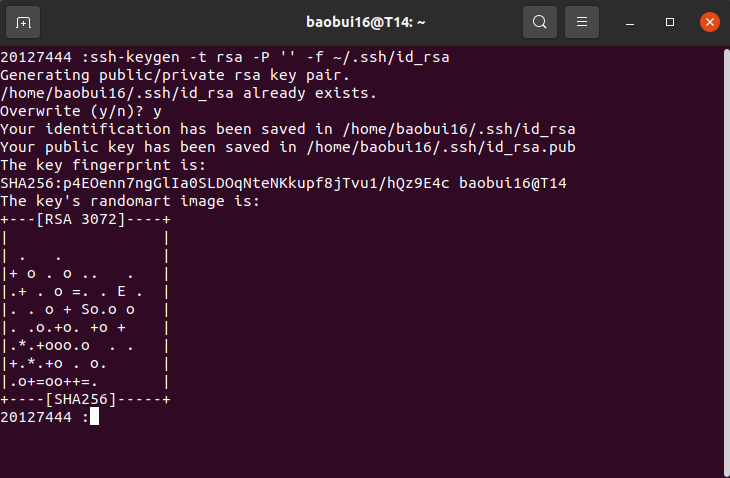 baobui16@T14: ~
20127444 :ssh-keygen -t rsa -P '' -f ~/.ssh/id_rsa
Generating public/private rsa key pair.
/home/baobui16/.ssh/id_rsa already exists.
Overwrite (y/n)? y
Your identification has been saved in /home/baobui16/.ssh/id_rsa
Your public key has been saved in /home/baobui16/.ssh/id_rsa.pub
The key fingerprint is:
SHA256:p4EOenn7ngGlIa0SLDOqNteNKkupf8jTvu1/hQz9E4c baobui16@T14
The key's randomart image is:
+---[RSA 3072]----+
|                 |
| .   .           |
|+ o . o ..   .   |
|.+ . o =. . E .  |
|. . o + So.o o   |
|. .o.+o. +o +    |
|.*.+ooo.o  . .   |
|+.*.+o . o.      |
|.o+=oo++=.       |
+----[SHA256]-----+
20127444 :